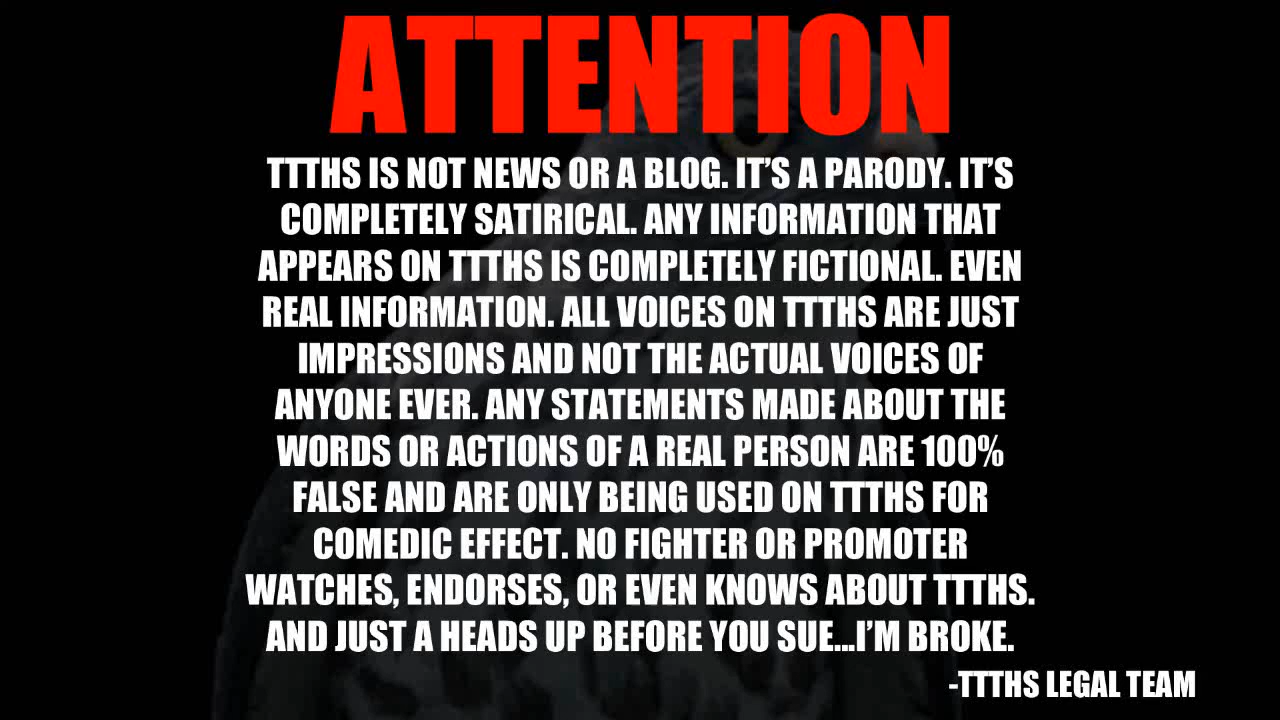 ATTENTION
TTTHS IS NOT NEWS OR A BLOG. IT'S A PARODY. IT'S
COMPLETELY SATIRICAL. ANY INFORMATION THAT
APPEARS ON TTTHS IS COMPLETELY FICTIONAL. EVEN
REAL INFORMATION. ALL VOICES ON TTTHS ARE JUST
IMPRESSIONS AND NOT THE ACTUAL VOICES OF
ANYONE EVER. ANY STATEMENTS MADE ABOUT THE
WORDS OR ACTIONS OF A REAL PERSON ARE 100%
FALSE AND ARE ONLY BEING USED ON TTTHS FOR
COMEDIC EFFECT. NO FIGHTER OR PROMOTER
WATCHES, ENDORSES, OR EVEN KNOWS ABOUT TTTHS.
AND JUST A HEADS UP BEFORE YOU SUE...I'M BROKE.
-TTTHS LEGAL TEAM